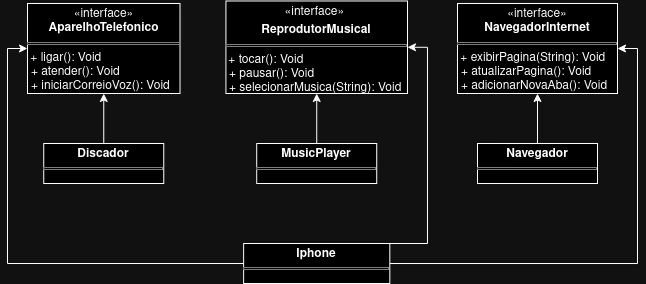 «interface»
AparelhoTelefonico
+ ligar(): Void
+ atender(): Void
+ iniciarCorreioVoz(): Void
«interface»
ReprodutorMusical
+ tocar(): Void
+ pausar(): Void
+ selecionarMusica(String): Void
«interface»
NavegadorInternet
+ exibirPagina(String): Void
+ atualizarPagina(): Void
+ adicionarNovaAba(): Void
Discador
MusicPlayer
Navegador
Iphone